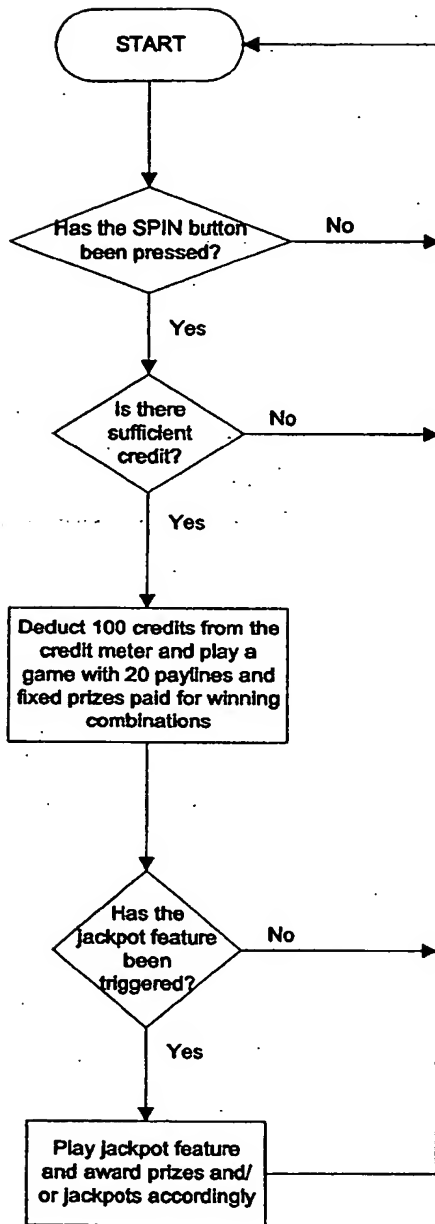 START
Has the SPIN button
been pressed?
No
Yes
Is there
sufficient
credit?
No
Yes
Deduct 100 credits from the
credit meter and play a
game with 20 paylines and
fixed prizes paid for winning
combinations
Has the
jackpot feature
been
triggered?
No
Yes
Play jackpot feature
and award prizes and/
or jackpots accordingly